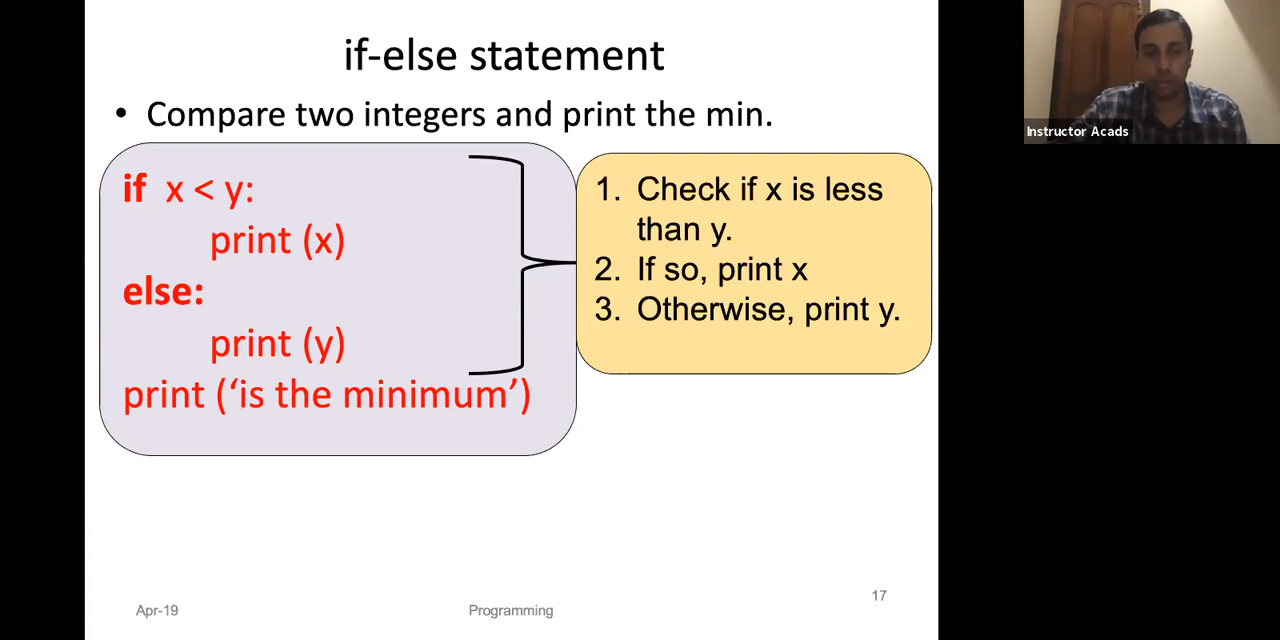 if-else statement
• Compare two integers and print the min.
if x < y:
print (x)
else:
print (y)
print (‘is the minimum’)
1. Check if x is less
than y.
2. If so, print x
3. Otherwise, print y.
Instructor Acads
Apr-19
Programming
17